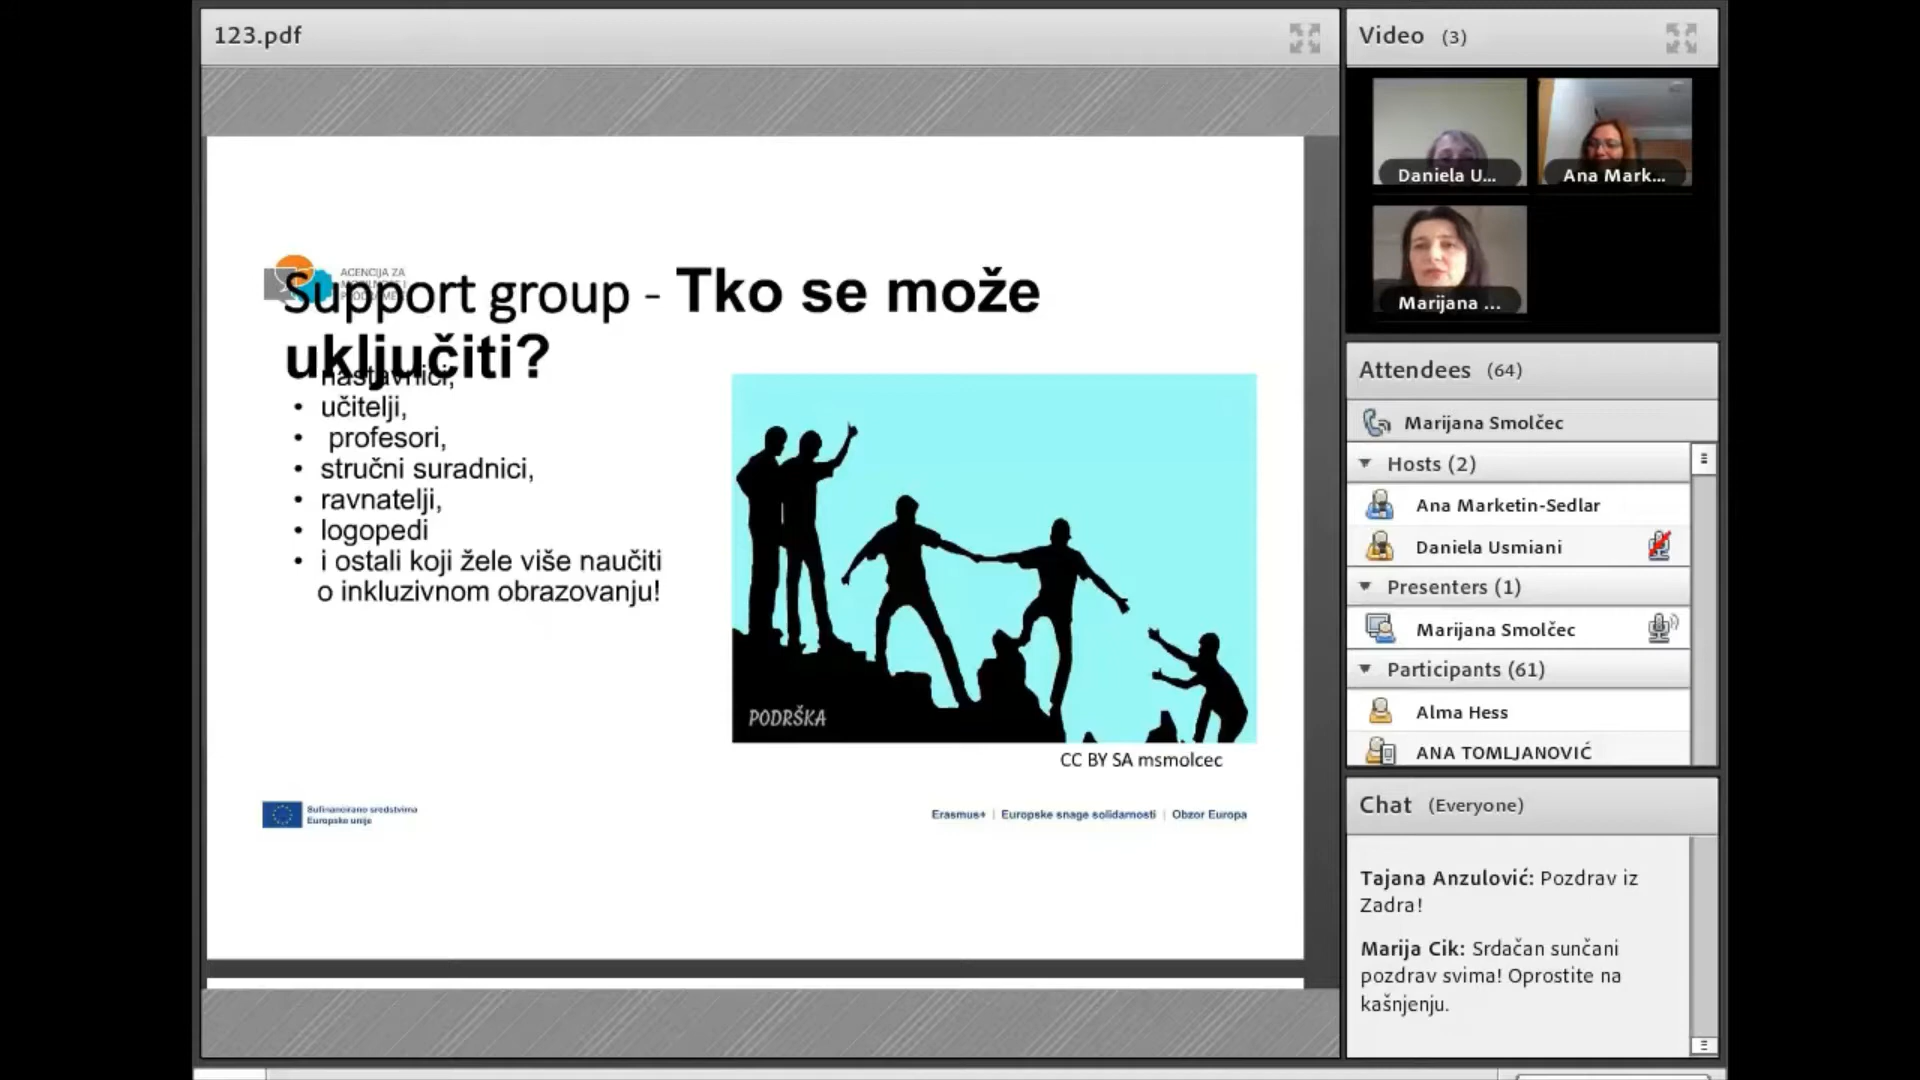 123.pdf
AGENCIJA ZA
Support group - Tko se može
uključiti?
nastavnici,
• učitelji,
• profesori,
• stručni suradnici,
• ravnatelji,
• logopedi
• i ostali koji žele više naučiti
o inkluzivnom obrazovanju!
PODRŠKA
CC BY SA msmolcec
Sufinancirano sredstvima
Europske unije
Erasmus+ | Europske snage solidarnosti | Obzor Europa
Video (3)
Daniela U...
Ana Mark...
Marijana ...
Attendees (64)
Marijana Smolčec
Hosts (2)
Ana Marketin-Sedlar
Daniela Usmiani
Presenters (1)
Marijana Smolčec
Participants (61)
Alma Hess
ANA TOMLJANOVIĆ
Chat (Everyone)
Tajana Anzulović: Pozdrav iz
Zadra!
Marija Cik: Srdačan sunčani
pozdrav svima! Oprostite na
kašnjenju.